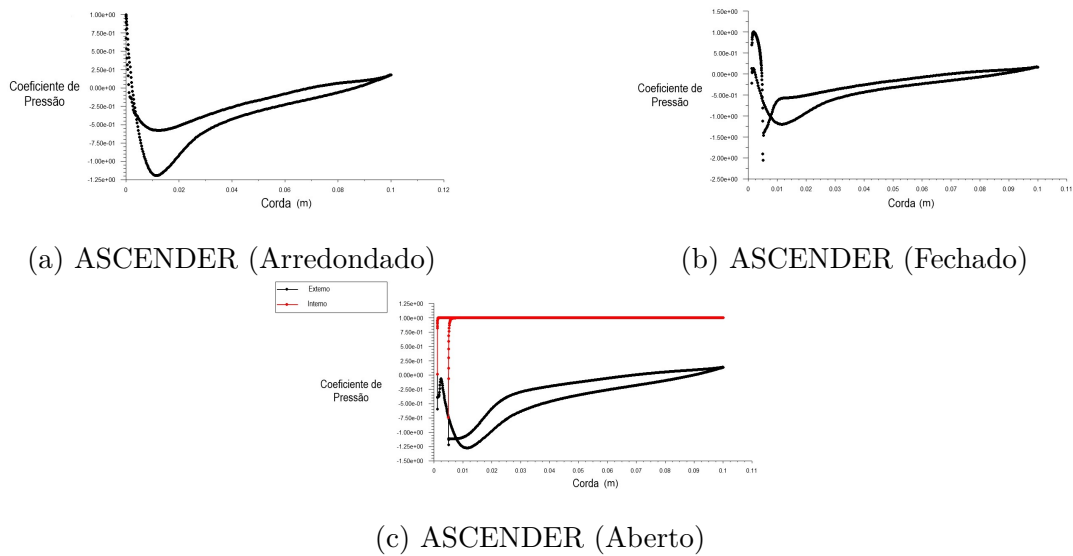 1.00e+00
7.50e-01
5.00e-01
2.50e-01
0.00e+00
-2.50e-01
-5.00e-01
-7.50e-01
-1.00e+00
-1.25e+00
Coeficiente de
Pressão
0 0.02 0.04 0.06 0.08 0.1 0.12
Corda (m)
(a) ASCENDER (Arredondado)
1.50e+00
1.00e+00
5.00e-01
0.00e+00
-5.00e-01
-1.00e+00
-1.50e+00
-2.00e+00
-2.50e+00
Coeficiente de
Pressão
0 0.01 0.02 0.03 0.04 0.05 0.06 0.07 0.08 0.09 0.1 0.11
Corda (m)
(b) ASCENDER (Fechado)
Externo
Interno
1.25e+00
1.00e+00
7.50e-01
5.00e-01
2.50e-01
0.00e+00
-2.50e-01
-5.00e-01
-7.50e-01
-1.00e+00
-1.25e+00
-1.50e+00
Coeficiente de
Pressão
0 0.01 0.02 0.03 0.04 0.05 0.06 0.07 0.08 0.09 0.1 0.11
Corda (m)
(c) ASCENDER (Aberto)